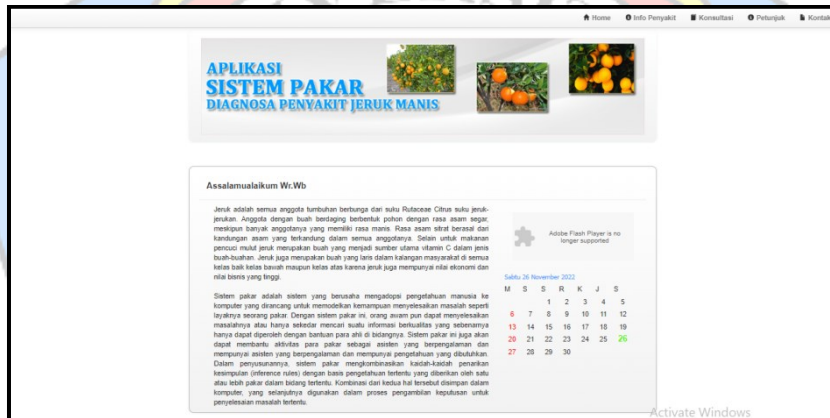 Home Info Penyakit Konsultasi Petunjuk Kontak
APLIKASI
SISTEM PAKAR
DIAGNOSA PENYAKIT JERUK MANIS
Assalamualaikum Wr.Wb
Jeruk adalah semua anggota tumbuhan berbunga dari suku Rutaceae Citrus suku jeruk-
jerukan. Anggota dengan buah berdaging berbentuk pohon dengan rasa asam segar,
meskipun banyak anggotanya yang memiliki rasa manis. Rasa asam sitrat berasal dari
kandungan asam yang terkandung dalam semua anggotanya. Selain untuk makanan
pencuci mulut jeruk merupakan buah yang menjadi sumber utama vitamin C dalam jenis
buah-buahan. Jeruk juga merupakan buah yang laris dalam kalangan masyarakat di semua
kelas baik kelas bawah maupun kelas atas karena jeruk juga mempunyai nilai ekonomi dan
nilai bisnis yang tinggi.
Sistem pakar adalah sistem yang berusaha mengadopsi pengetahuan manusia ke
komputer yang dirancang untuk memodelkan kemampuan menyelesaikan masalah seperti
layaknya seorang pakar. Dengan sistem pakar ini, orang awam pun dapat menyelesaikan
masalahnya atau hanya sekedar mencari suatu informasi berkualitas yang sebenarnya
hanya dapat diperoleh dengan bantuan para ahli di bidangnya. Sistem pakar ini juga akan
dapat membantu aktivitas para pakar sebagai asisten yang berpengalaman dan
mempunyai asisten yang berpengalaman dan mempunyai pengetahuan yang dibutuhkan.
Dalam penyusunannya, sistem pakar mengkombinasikan kaidah-kaidah penarikan
kesimpulan (inference rules) dengan basis pengetahuan tertentu yang diberikan oleh satu
atau lebih pakar dalam bidang tertentu. Kombinasi dari kedua hal tersebut disimpan dalam
komputer, yang selanjutnya digunakan dalam proses pengambilan keputusan untuk
penyelesaian masalah tertentu.
Adobe Flash Player is no
longer supported
Sabtu 26 November 2022
M S S R K J S
1 2 3 4 5
6 7 8 9 10 11 12
13 14 15 16 17 18 19
20 21 22 23 24 25 26
27 28 29 30
Activate Windows